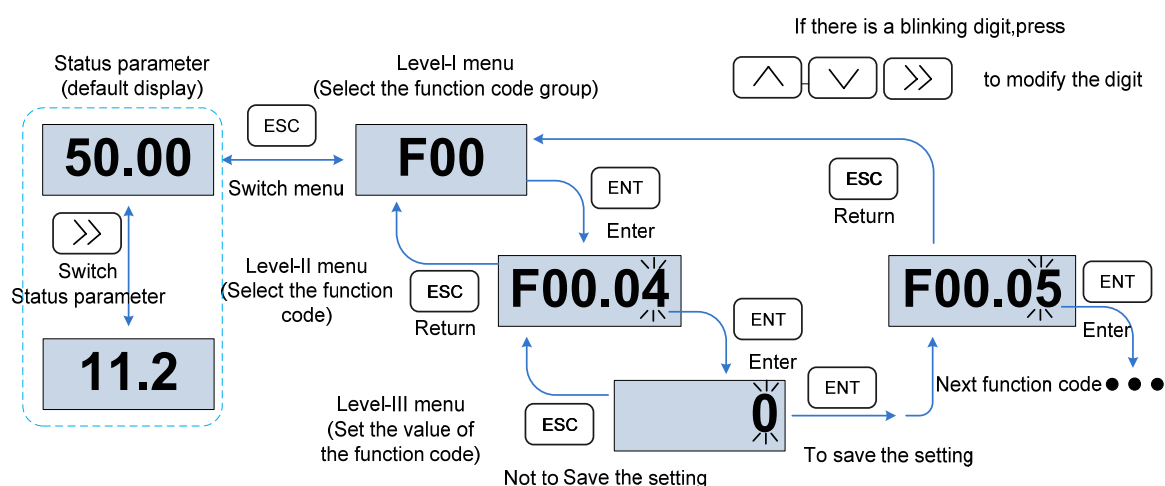 If there is a blinking digit,press
to modify the digit
Status parameter
(default display)
Level-I menu
(Select the function code group)
ESC
50.00
F00
Switch menu
ENT
Enter
ESC
Return
Switch
Status parameter
Level-II menu
(Select the function
code)
ESC
Return
F00.04
F00.05
ENT
Enter
ENT
Enter
11.2
Level-III menu
(Set the value of
the function code)
ESC
0
ENT
Next function code
To save the setting
Not to Save the setting